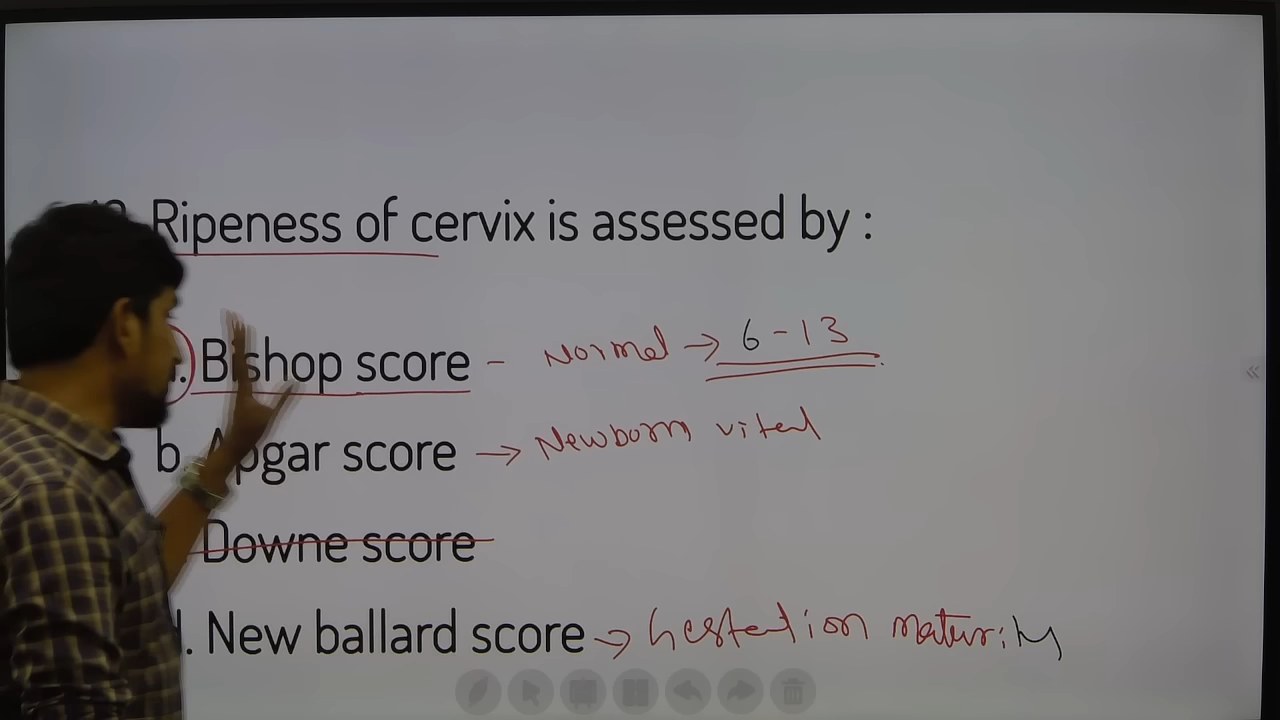 Ripeness of cervix is assessed by :
Bishop score - Normal → 6-13
b. Apgar score → Newborn vital
Downe score
d. New ballard score → Gestation maturity